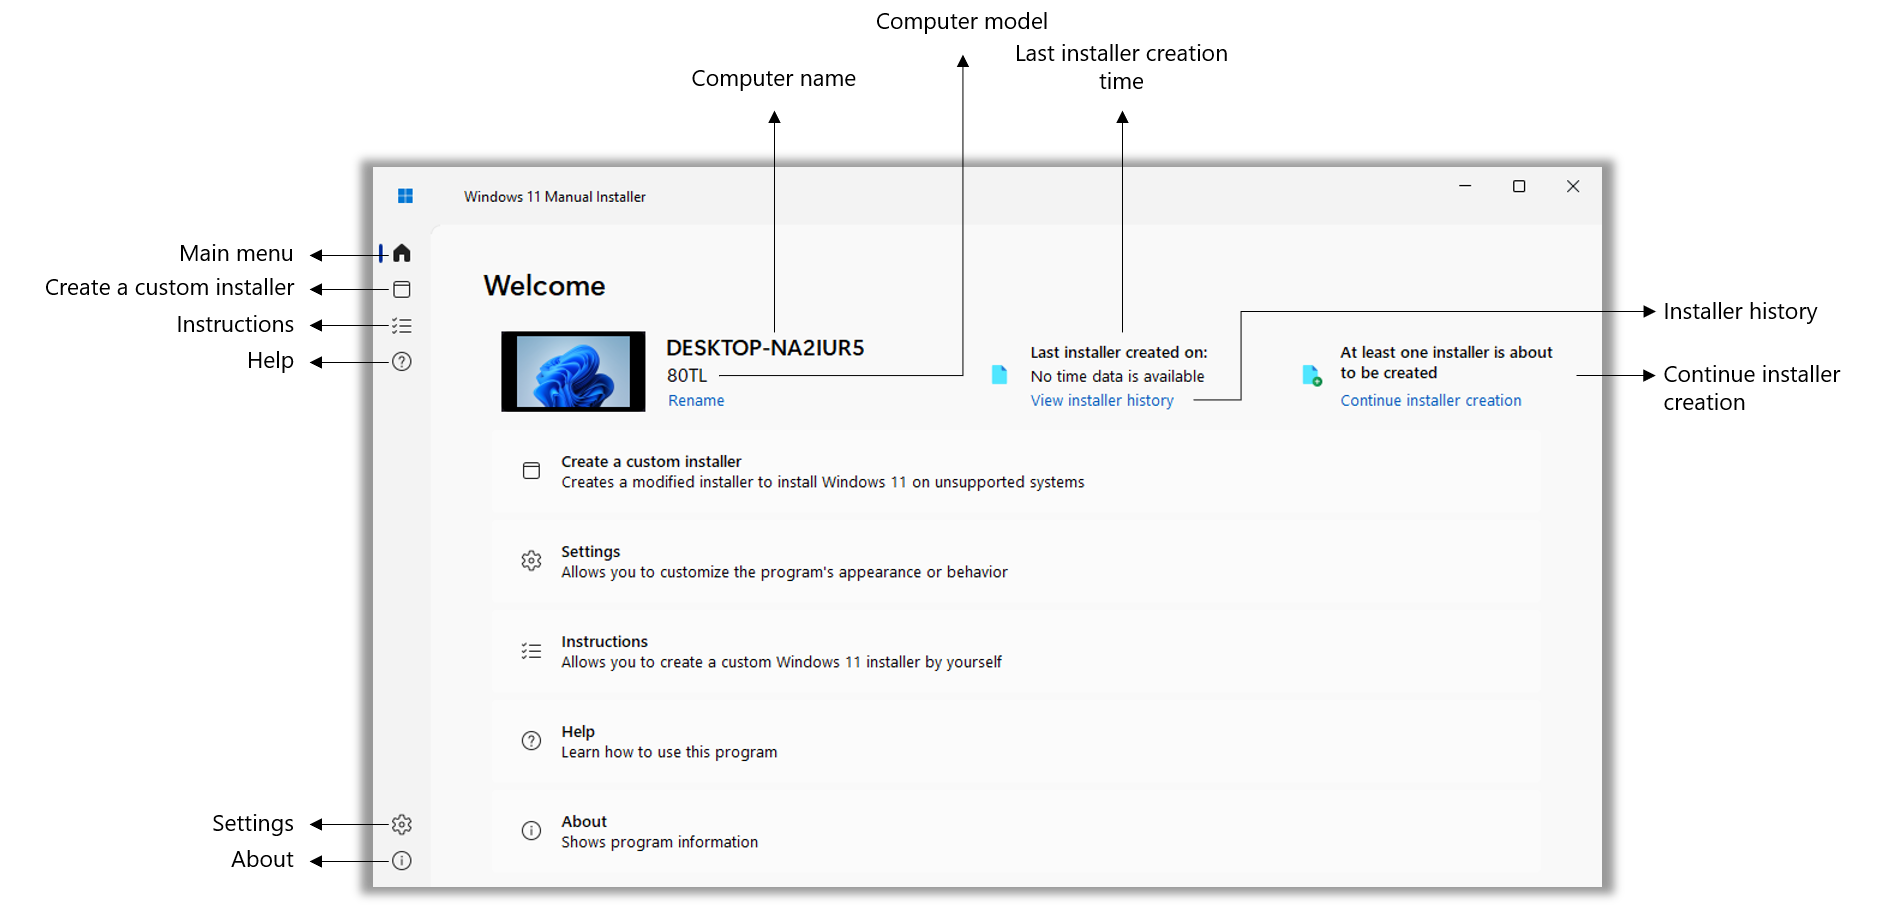 Computer model
Last installer creation
time
Computer name
Windows 11 Manual Installer
Main menu
Create a custom installer
Instructions
Help
Welcome
DESKTOP-NA2IUR5
80TL
Rename
Last installer created on:
No time data is available
View installer history
At least one installer is about
to be created
Continue installer creation
Installer history
Continue installer
creation
Create a custom installer
Creates a modified installer to install Windows 11 on unsupported systems
Settings
Allows you to customize the program's appearance or behavior
Instructions
Allows you to create a custom Windows 11 installer by yourself
Help
Learn how to use this program
About
Shows program information
Settings
About